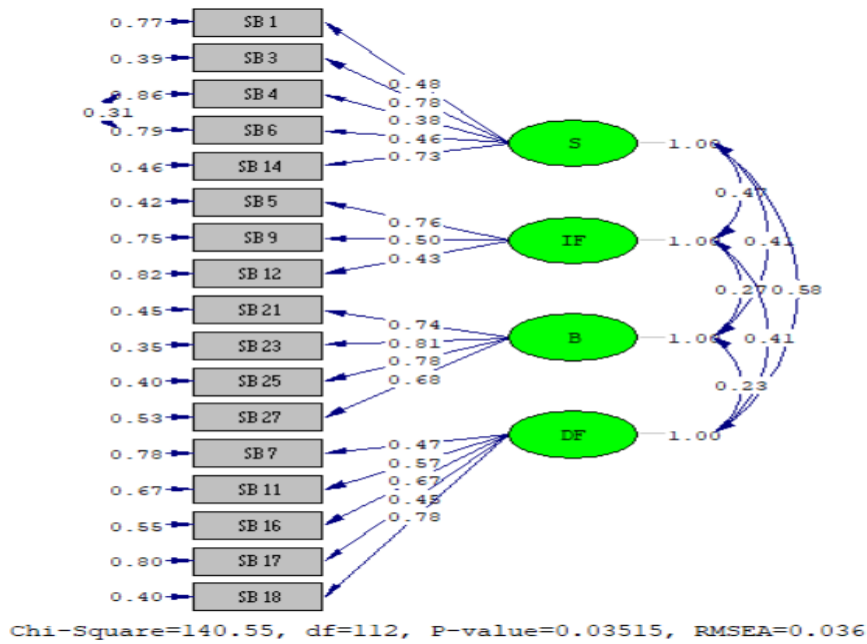 0.77 SB 1
0.39 SB 3
0.86 SB 4
0.31
0.79 SB 6
0.46 SB 14
0.42 SB 5
0.75 SB 9
0.82 SB 12
0.45 SB 21
0.35 SB 23
0.40 SB 25
0.53 SB 27
0.78 SB 7
0.67 SB 11
0.55 SB 16
0.80 SB 17
0.40 SB 18
0.48
0.78
0.38
0.46
0.73
0.76
0.50
0.43
0.74
0.81
0.78
0.68
0.47
0.57
0.67
0.45
0.78
S 1.00
IF 1.00
B 1.00
DF 1.00
0.47
0.41
0.27 0.58
0.41
0.23
Chi-Square=140.55, df=112, P-value=0.03515, RMSEA=0.036